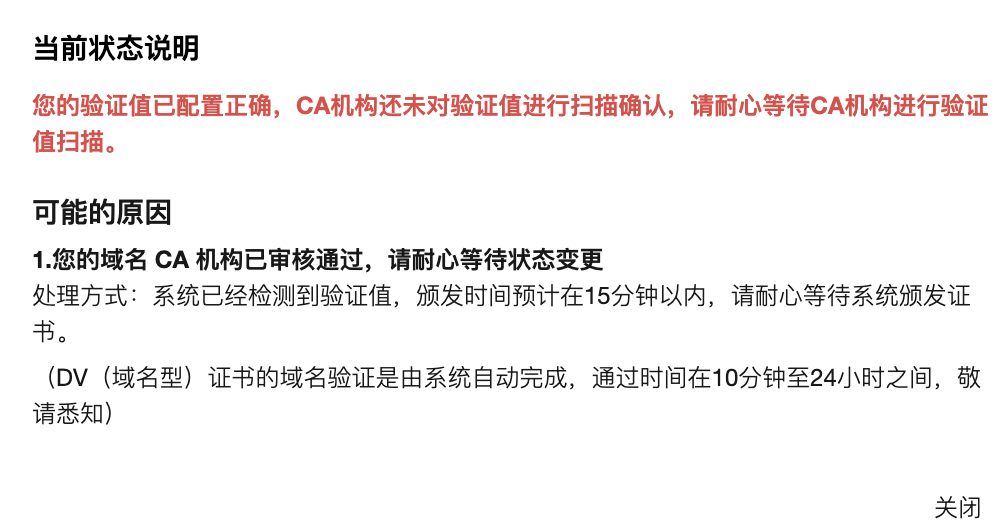 当前状态说明
您的验证值已配置正确，CA机构还未对验证值进行扫描确认，请耐心等待CA机构进行验证
值扫描。
可能的原因
1.您的域名 CA 机构已审核通过，请耐心等待状态变更
处理方式：系统已经检测到验证值，颁发时间预计在15分钟以内，请耐心等待系统颁发证
书。
（DV（域名型）证书的域名验证是由系统自动完成，通过时间在10分钟至24小时之间，敬
请悉知）
关闭